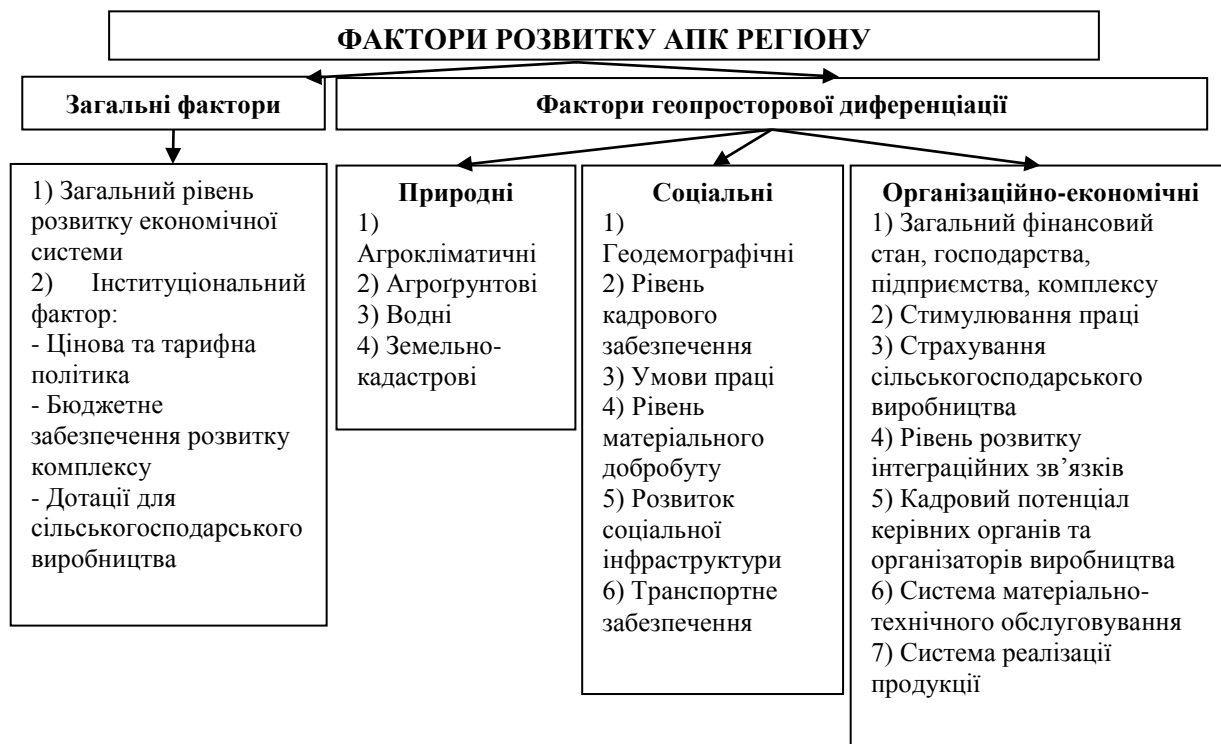 ФАКТОРИ РОЗВИТКУ АПК РЕГІОНУ
Загальні фактори
Фактори геопросторової диференціації
1) Загальний рівень
розвитку економічної
системи
2) Інституціональний
фактор:
- Цінова та тарифна
політика
- Бюджетне
забезпечення розвитку
комплексу
- Дотації для
сільськогосподарського
виробництва
Природні
1)
Агрокліматичні
2) Агроґрунтові
3) Водні
4) Земельно-
кадастрові
Соціальні
1)
Геодемографічні
2) Рівень
кадрового
забезпечення
3) Умови праці
4) Рівень
матеріального
добробуту
5) Розвиток
соціальної
інфраструктури
6) Транспортне
забезпечення
Організаційно-економічні
1) Загальний фінансовий
стан, господарства,
підприємства, комплексу
2) Стимулювання праці
3) Страхування
сільськогосподарського
виробництва
4) Рівень розвитку
інтеграційних зв’язків
5) Кадровий потенціал
керівних органів та
організаторів виробництва
6) Система матеріально-
технічного обслуговування
7) Система реалізації
продукції